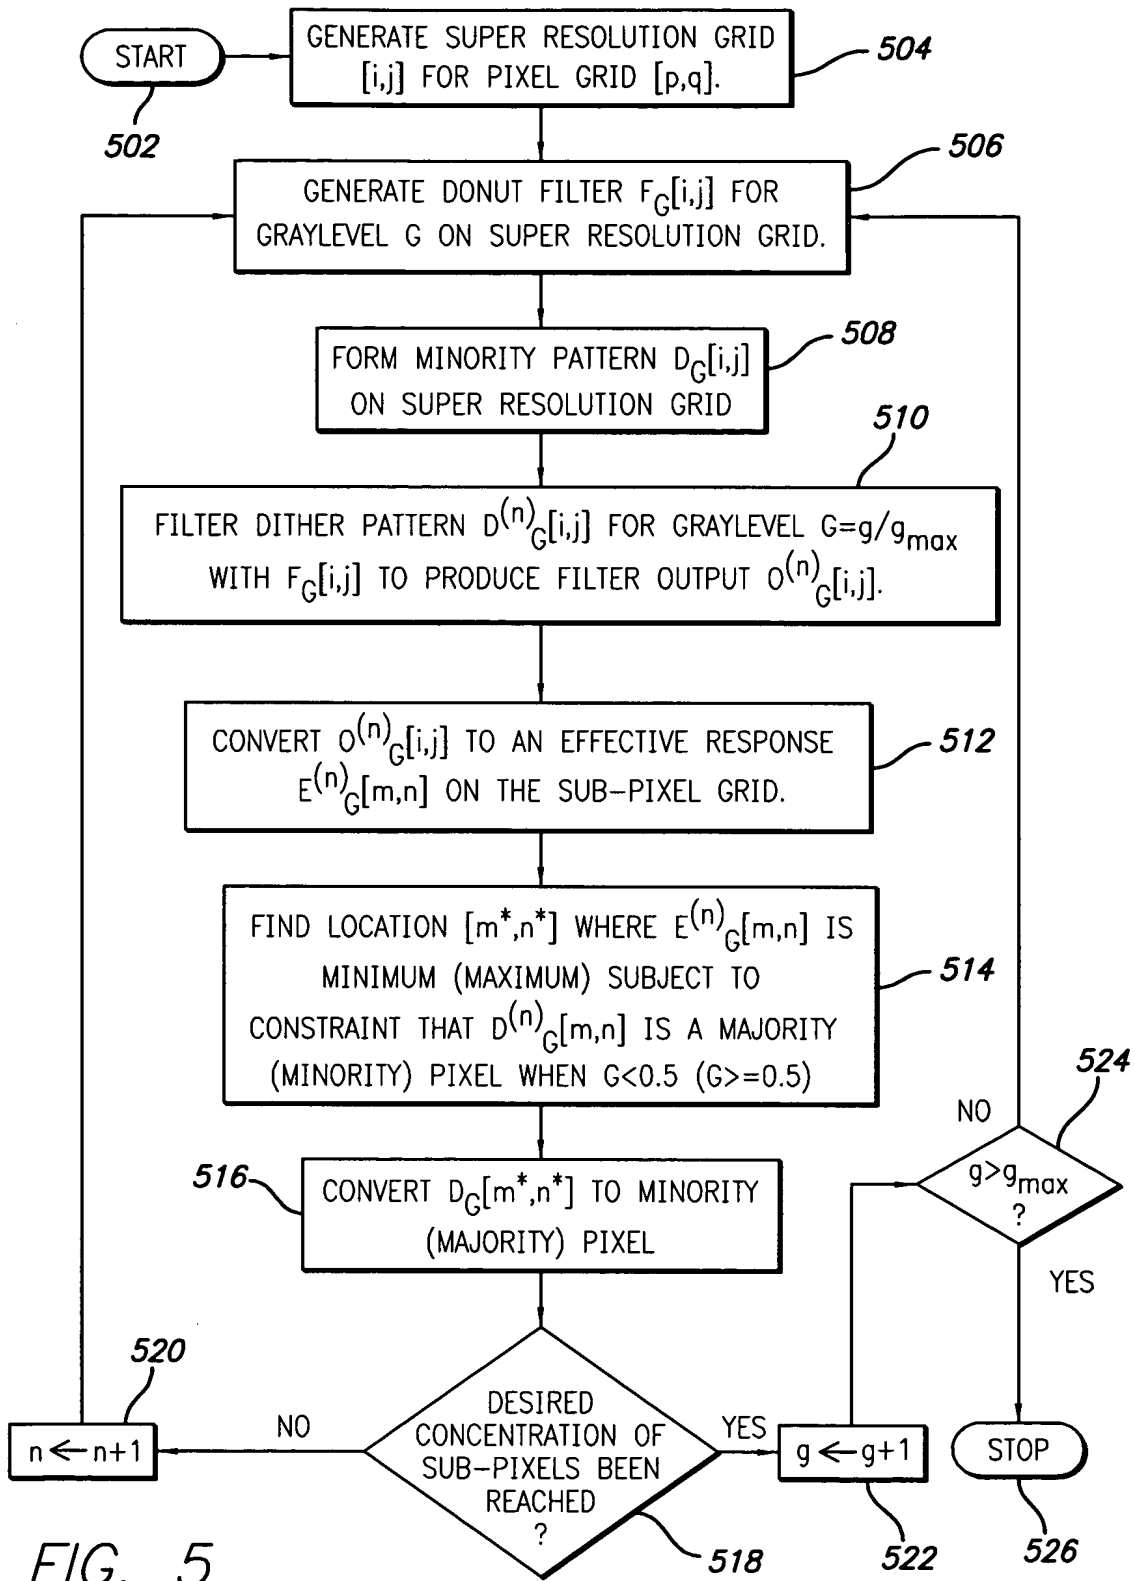 START
502
GENERATE SUPER RESOLUTION GRID
[i,j] FOR PIXEL GRID [p,q].
504
506
GENERATE DONUT FILTER F_G[i,j] FOR
GRAYLEVEL G ON SUPER RESOLUTION GRID.
508
FORM MINORITY PATTERN D_G[i,j]
ON SUPER RESOLUTION GRID
510
FILTER DITHER PATTERN D^(n)_G[i,j] FOR GRAYLEVEL G=g/g_max
WITH F_G[i,j] TO PRODUCE FILTER OUTPUT O^(n)_G[i,j].
CONVERT O^(n)_G[i,j] TO AN EFFECTIVE RESPONSE
E^(n)_G[m,n] ON THE SUB-PIXEL GRID.
512
FIND LOCATION [m*,n*] WHERE E^(n)_G[m,n] IS
MINIMUM (MAXIMUM) SUBJECT TO
CONSTRAINT THAT D^(n)_G[m,n] IS A MAJORITY
(MINORITY) PIXEL WHEN G<0.5 (G>=0.5)
514
516
CONVERT D_G[m*,n*] TO MINORITY
(MAJORITY) PIXEL
DESIRED
CONCENTRATION OF
SUB-PIXELS BEEN
REACHED
?
518
NO
520
n ← n+1
YES
g ← g+1
522
524
g>g_max
?
NO
YES
STOP
526
FIG. 5